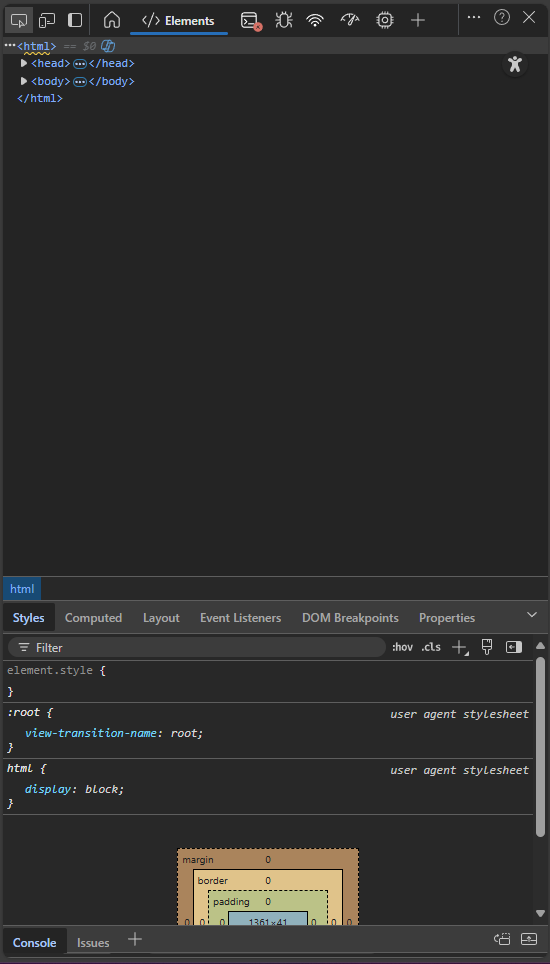 Elements
<html> == $0
<head> </head>
<body> </body>
</html>
html
Styles Computed Layout Event Listeners DOM Breakpoints Properties
Filter :hov .cls
element.style {
}
:root { user agent stylesheet
view-transition-name: root;
}
html { user agent stylesheet
display: block;
}
margin 0
border 0
padding 0
0 0 0 1361×41 0 0 0
Console Issues